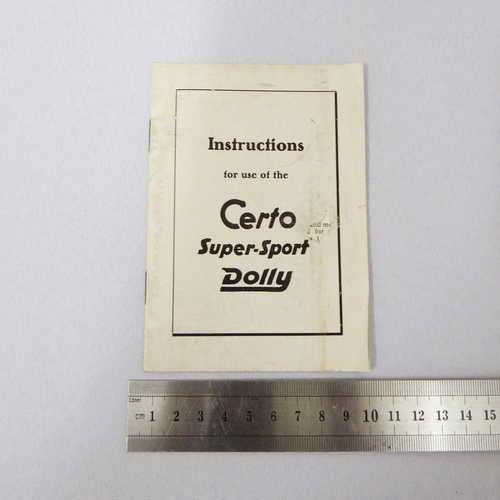 Instructions
for use of the
Certo
Super-Sport
Dolly
cm 1 2 3 4 5 6 7 8 9 10 11 12 13 14 15